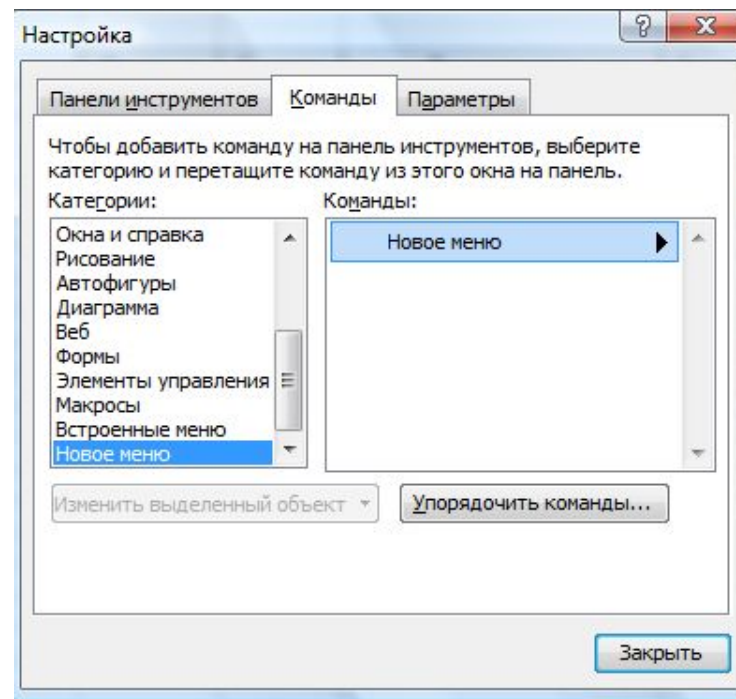 Настройка
Панели инструментов Команды Параметры
Чтобы добавить команду на панель инструментов, выберите
категорию и перетащите команду из этого окна на панель.
Категории: Команды:
Окна и справка
Рисование
Автофигуры
Диаграмма
Веб
Формы
Элементы управления
Макросы
Встроенные меню
Новое меню
Новое меню
Изменить выделенный объект Упорядочить команды...
Закрыть